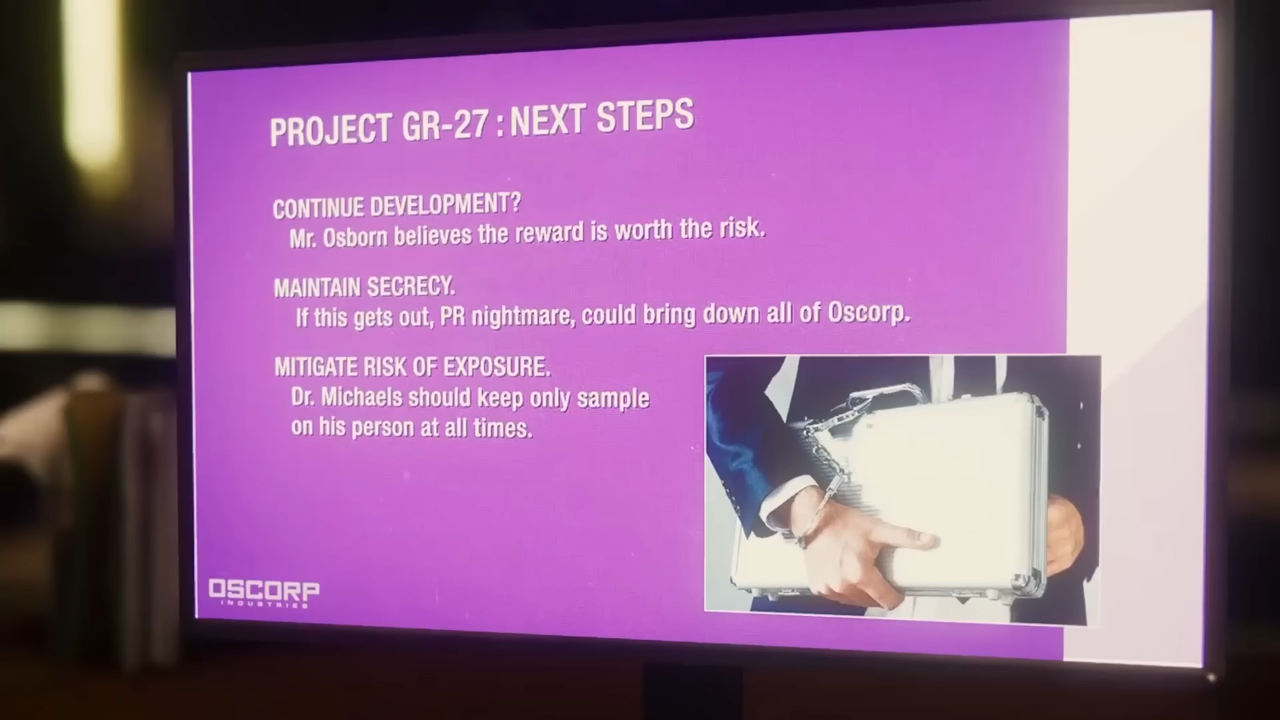 PROJECT GR-27 : NEXT STEPS
CONTINUE DEVELOPMENT?
Mr. Osborn believes the reward is worth the risk.
MAINTAIN SECRECY.
If this gets out, PR nightmare, could bring down all of Oscorp.
MITIGATE RISK OF EXPOSURE.
Dr. Michaels should keep only sample
on his person at all times.
OSCORP
INDUSTRIES